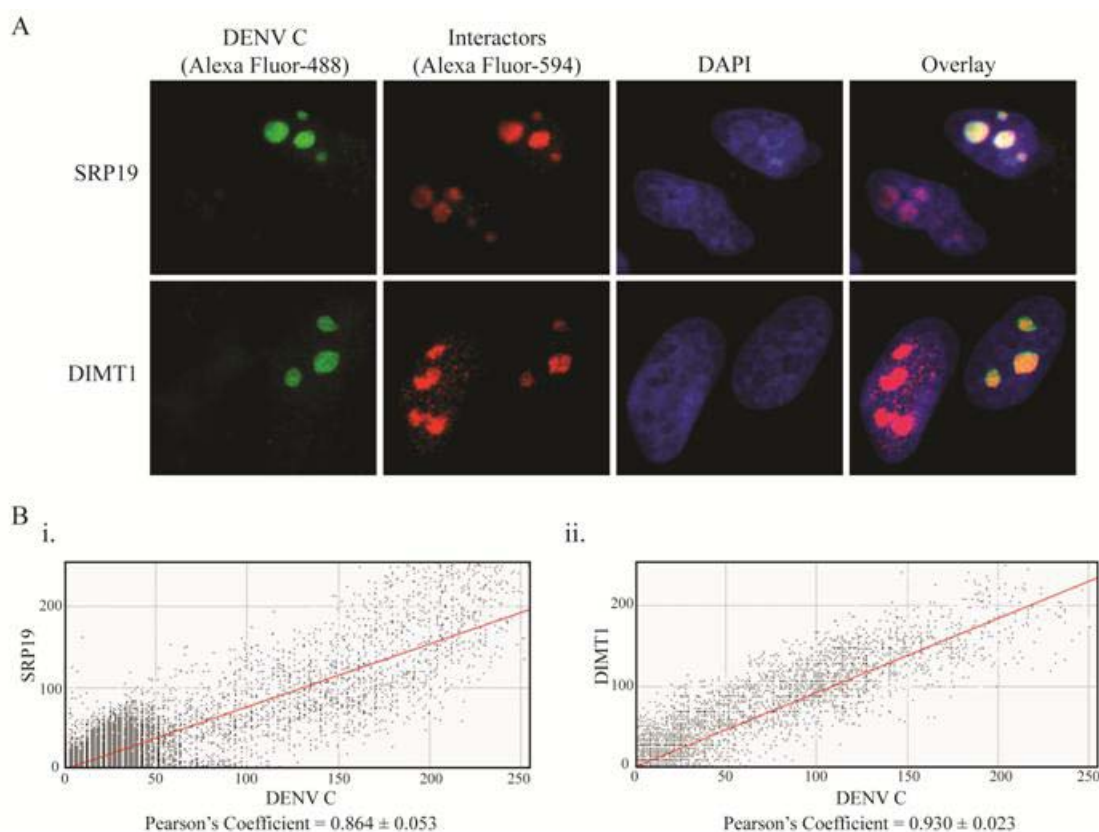 A
DENV C
(Alexa Fluor-488)
Interactors
(Alexa Fluor-594)
DAPI
Overlay
SRP19
DIMT1
B
i.
SRP19
200
100
0
0 50 100 150 200 250
DENV C
Pearson's Coefficient = 0.864 ± 0.053
ii.
DIMT1
200
100
0
0 50 100 150 200 250
DENV C
Pearson's Coefficient = 0.930 ± 0.023